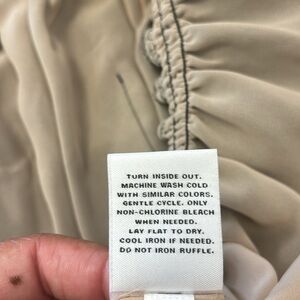 TURN INSIDE OUT.
MACHINE WASH COLD
WITH SIMILAR COLORS.
GENTLE CYCLE. ONLY
NON-CHLORINE BLEACH
WHEN NEEDED.
LAY FLAT TO DRY.
COOL IRON IF NEEDED.
DO NOT IRON RUFFLE.